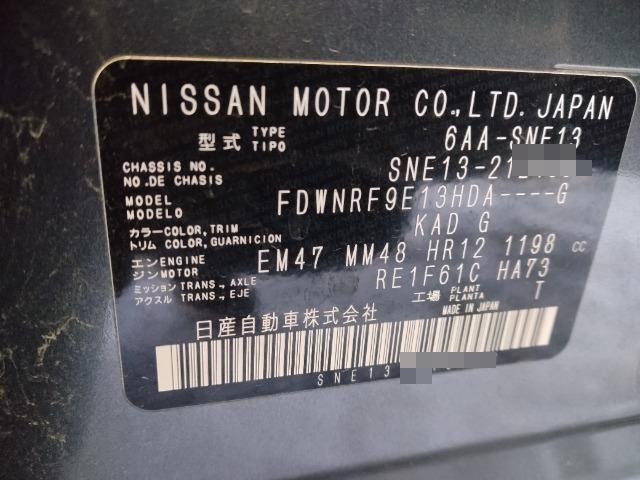 NISSAN MOTOR CO.,LTD. JAPAN
型式 TYPE TIPO 6AA-SNE13
CHASSIS NO. NO.DE CHASIS SNE13-21
MODEL MODELO FDWNRF9E13HDA----G
カラー COLOR, TRIM トリム COLOR, GUARNICION KAD G
エンジン ENGINE MOTOR EM47 MM48 HR12 1198 cc
ミッション アクスル TRANS., AXLE TRANS., EJE RE1F61C HA73
工場 PLANT PLANTA T
日産自動車株式会社 MADE IN JAPAN
SNE13